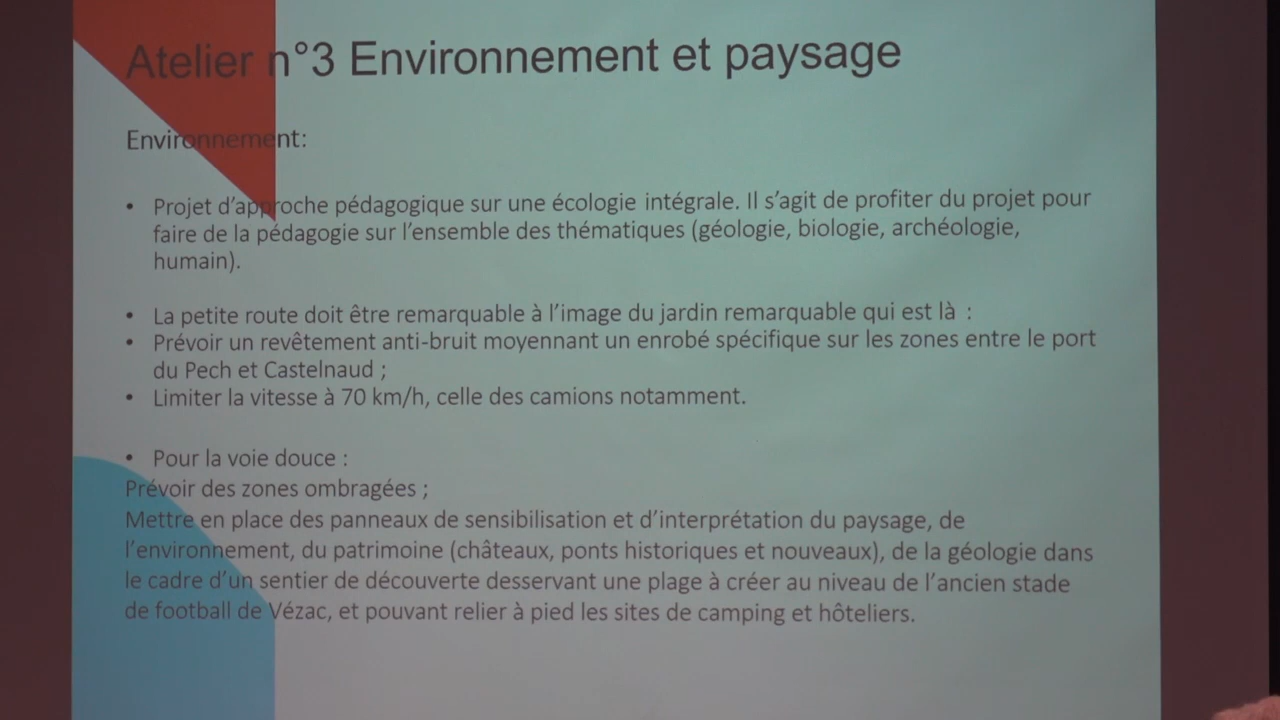 Atelier n°3 Environnement et paysage
Environnement:
• Projet d'approche pédagogique sur une écologie intégrale. Il s'agit de profiter du projet pour
faire de la pédagogie sur l'ensemble des thématiques (géologie, biologie, archéologie,
humain).
• La petite route doit être remarquable à l'image du jardin remarquable qui est là :
• Prévoir un revêtement anti-bruit moyennant un enrobé spécifique sur les zones entre le port
du Pech et Castelnaud ;
• Limiter la vitesse à 70 km/h, celle des camions notamment.
• Pour la voie douce :
Prévoir des zones ombragées ;
Mettre en place des panneaux de sensibilisation et d'interprétation du paysage, de
l'environnement, du patrimoine (châteaux, ponts historiques et nouveaux), de la géologie dans
le cadre d'un sentier de découverte desservant une plage à créer au niveau de l'ancien stade
de football de Vézac, et pouvant relier à pied les sites de camping et hôteliers.